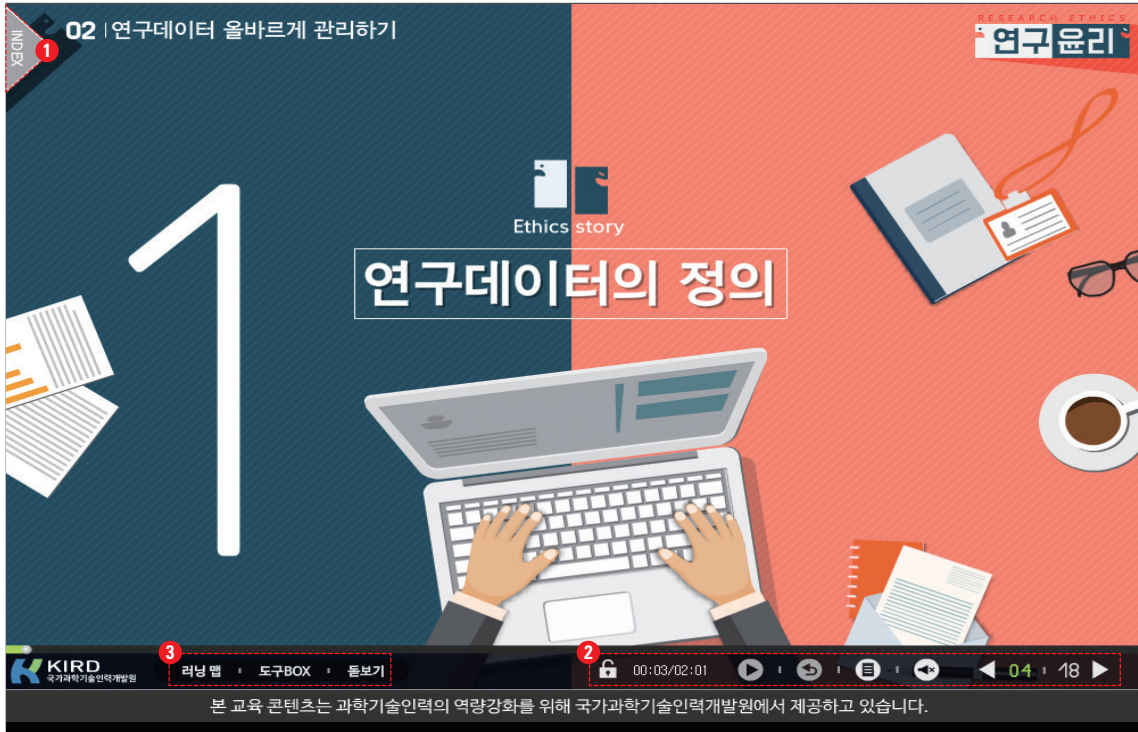 INDEX
1
02 | 연구데이터 올바르게 관리하기
RESEARCH ETHICS
연구윤리
1
Ethics story
연구데이터의 정의
KIRD
국가과학기술인력개발원
3
러닝 맵 도구BOX 돋보기
2
00:03/02:01
04 18
본 교육 콘텐츠는 과학기술인력의 역량강화를 위해 국가과학기술인력개발원에서 제공하고 있습니다.